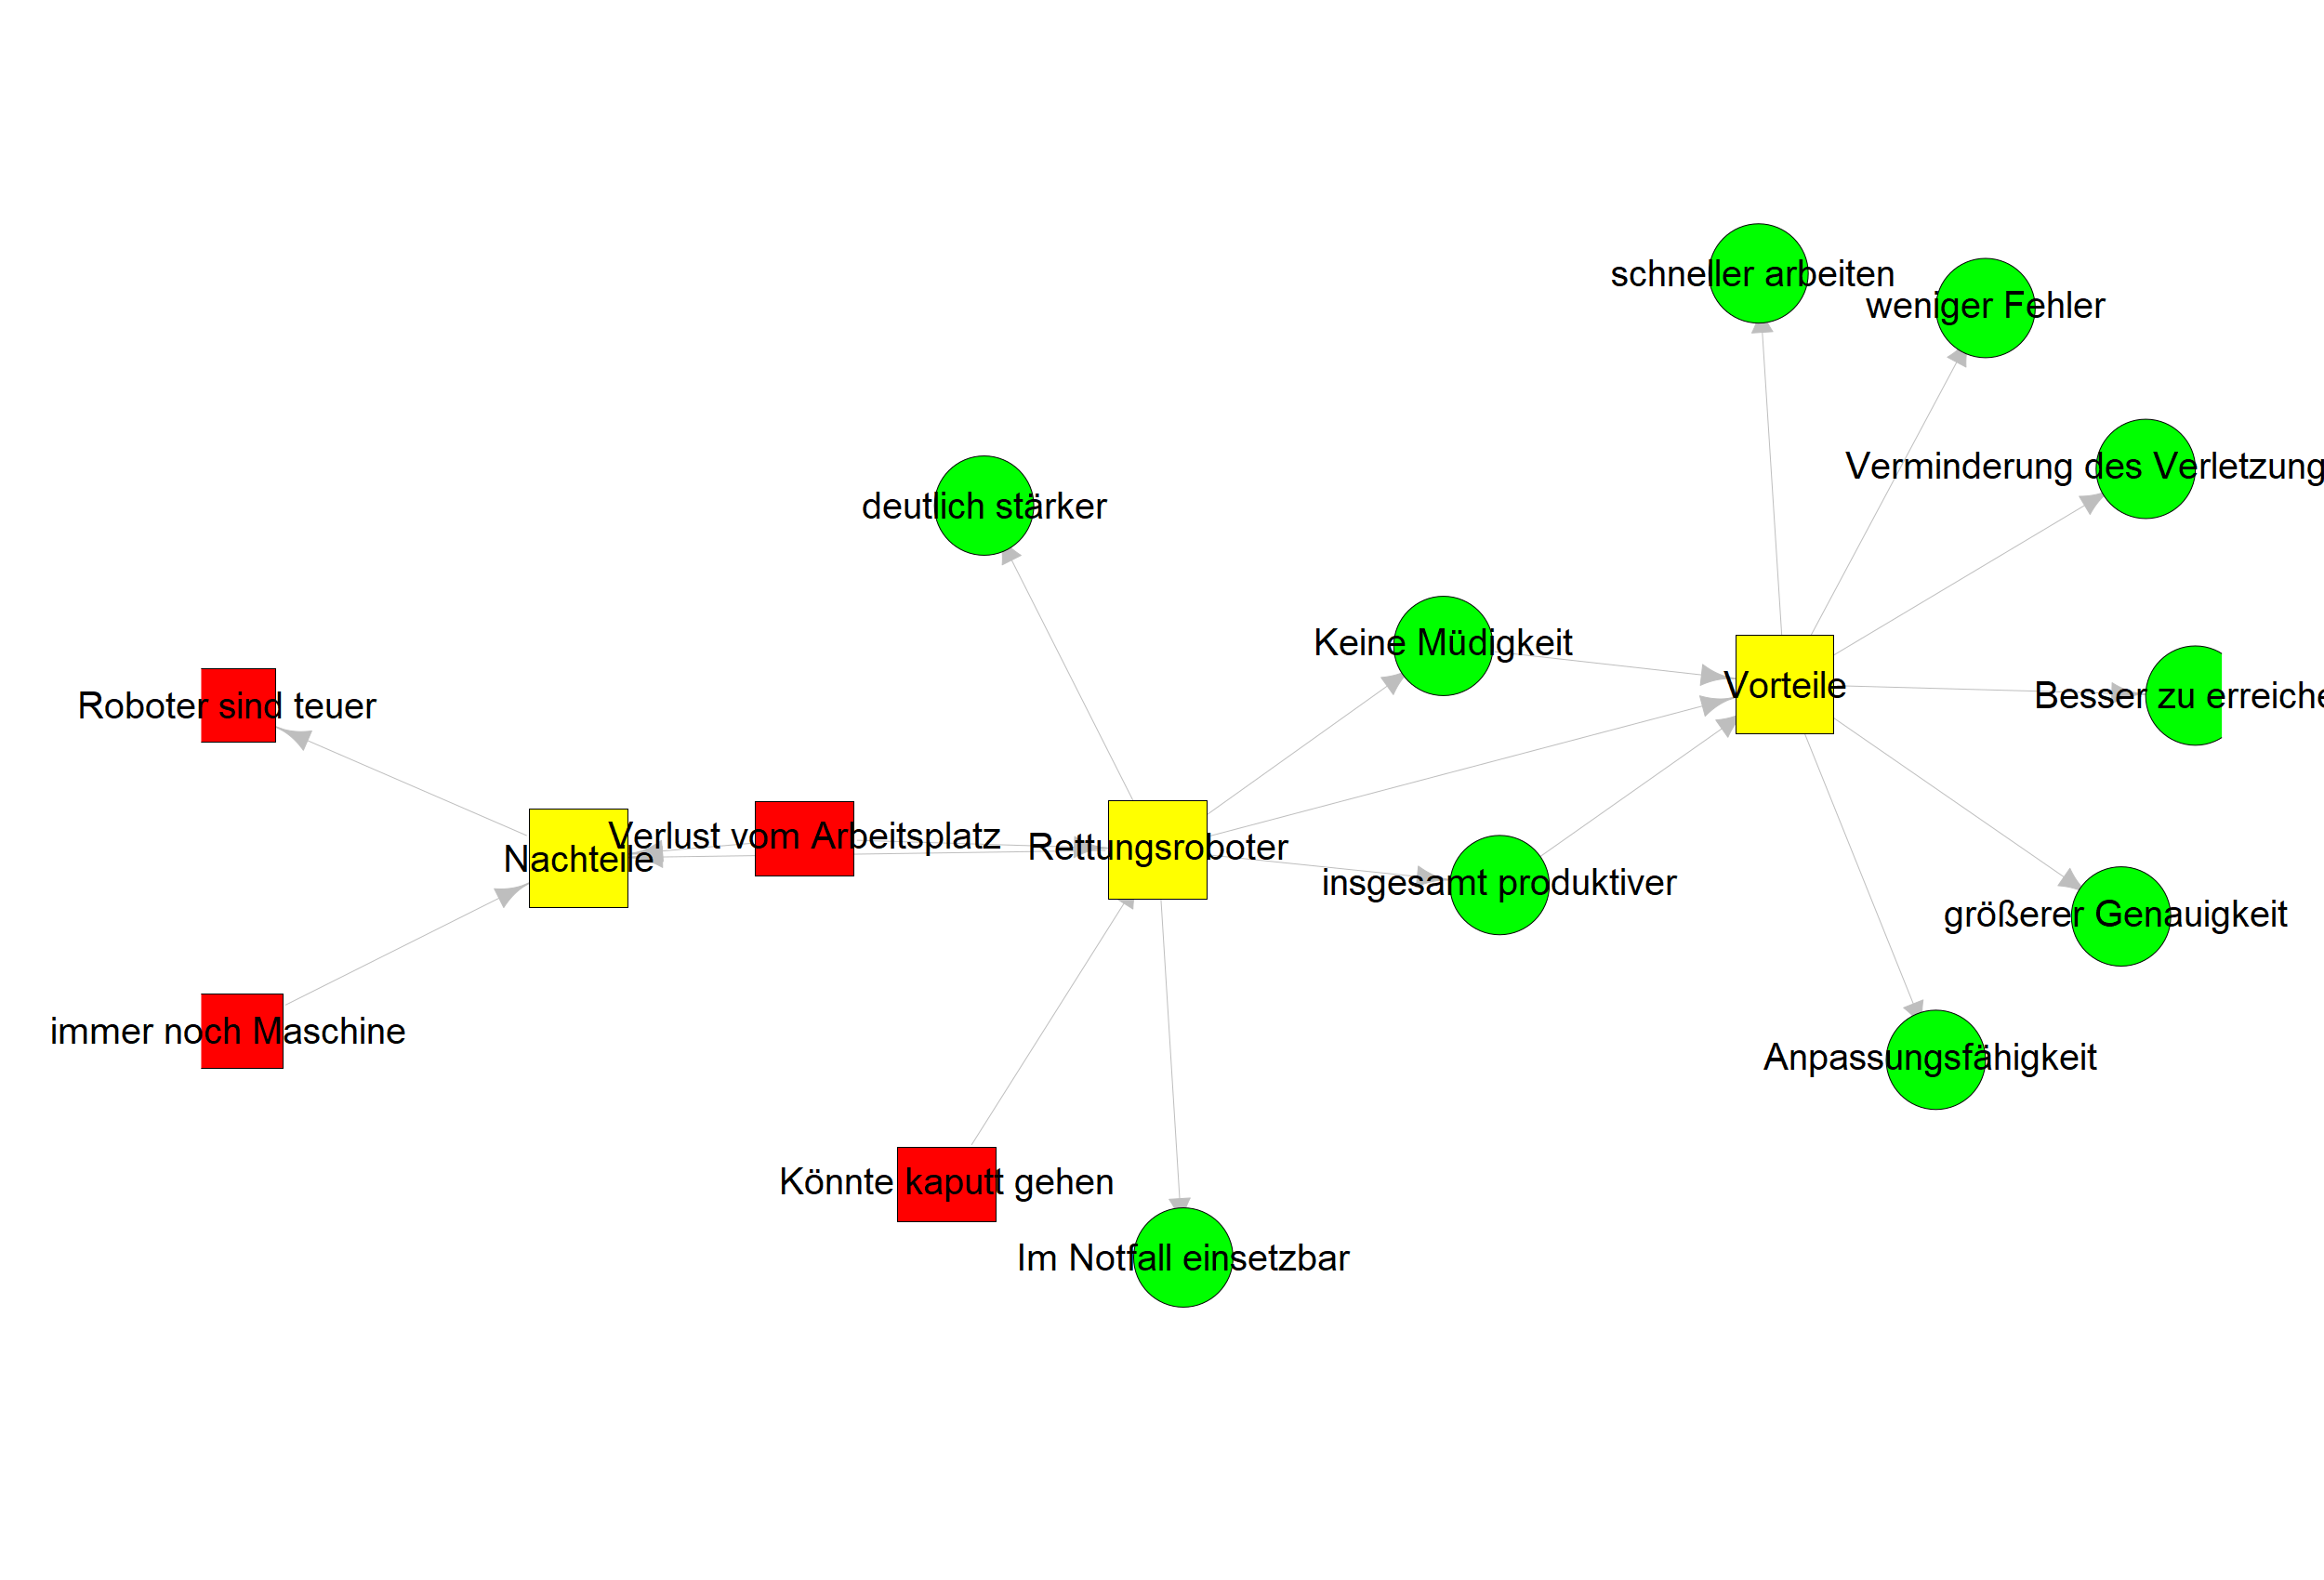 schneller arbeiten
weniger Fehler
Verminderung des Verletzung
deutlich stärker
Keine Müdigkeit
Vorteile
Besser zu erreiche
Roboter sind teuer
Verlust vom Arbeitsplatz
Nachteile
Rettungsroboter
insgesamt produktiver
größerer Genauigkeit
immer noch Maschine
Anpassungsfähigkeit
Könnte kaputt gehen
Im Notfall einsetzbar